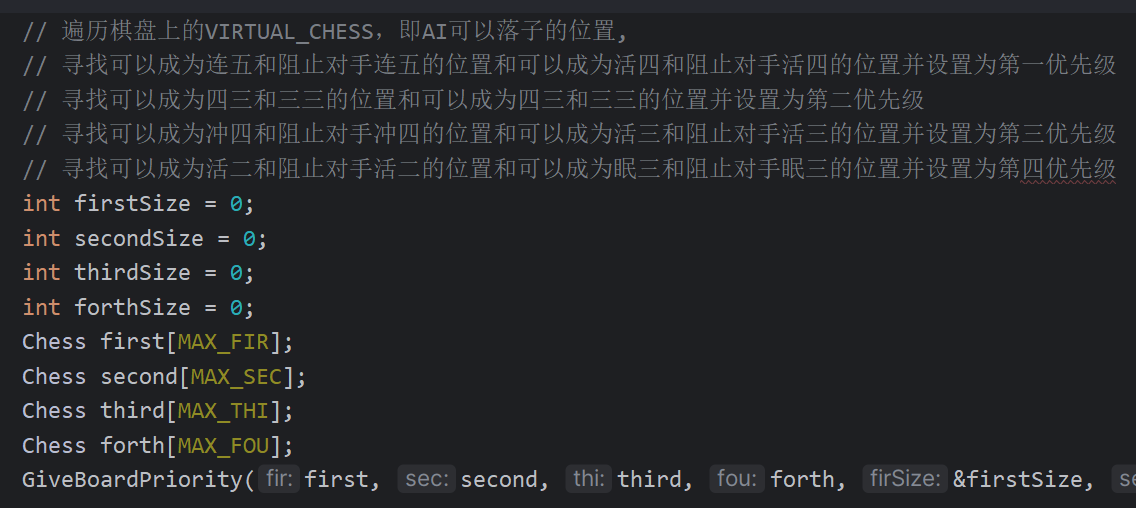 // 遍历棋盘上的VIRTUAL_CHESS，即AI可以落子的位置,
// 寻找可以成为连五和阻止对手连五的位置和可以成为活四和阻止对手活四的位置并设置为第一优先级
// 寻找可以成为四三和三三的位置和可以成为四三和三三的位置并设置为第二优先级
// 寻找可以成为冲四和阻止对手冲四的位置和可以成为活三和阻止对手活三的位置并设置为第三优先级
// 寻找可以成为活二和阻止对手活二的位置和可以成为眠三和阻止对手眠三的位置并设置为第四优先级
int firstSize = 0;
int secondSize = 0;
int thirdSize = 0;
int forthSize = 0;
Chess first[MAX_FIR];
Chess second[MAX_SEC];
Chess third[MAX_THI];
Chess forth[MAX_FOU];
GiveBoardPriority( fir: first, sec: second, thi: third, fou: forth, firSize: &firstSize,